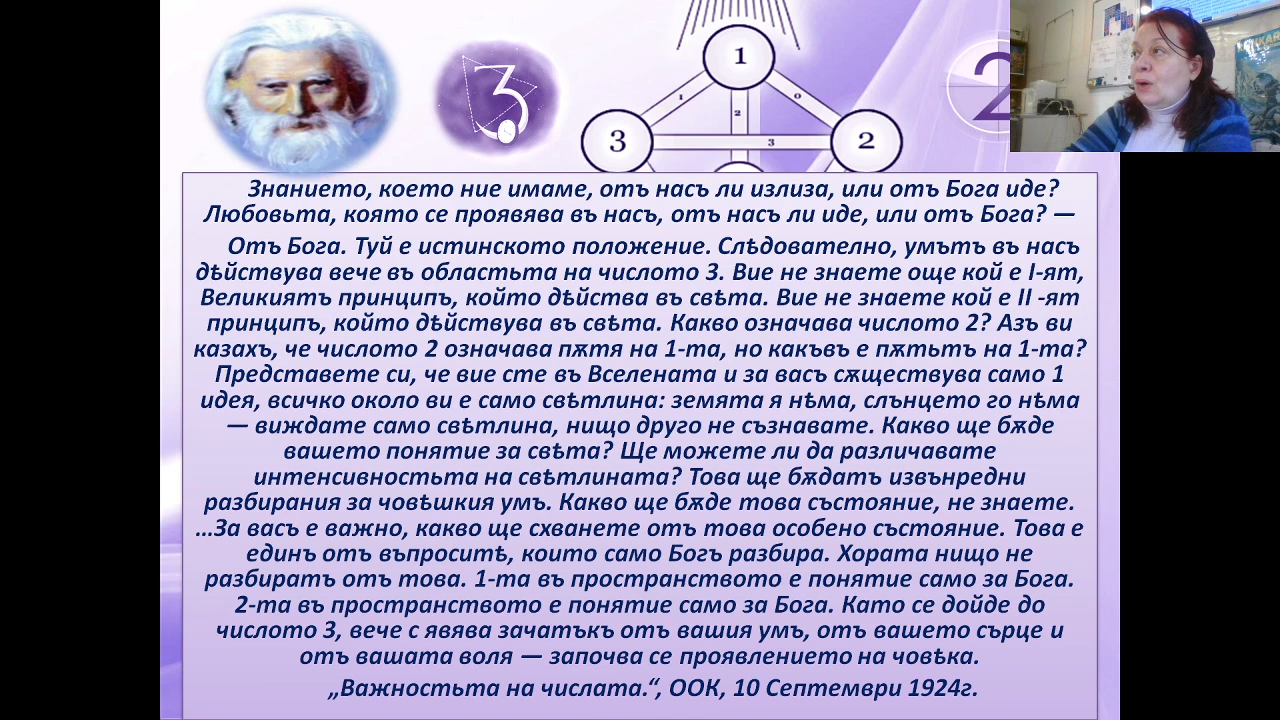 1
3
2
1
0
2
3
3
2
Знанието, което ние имаме, отъ насъ ли излиза, или отъ Бога иде?
Любовьта, която се проявява въ насъ, отъ насъ ли иде, или отъ Бога? —
Отъ Бога. Туй е истинското положение. Слѣдователно, умътъ въ насъ
дѣйствува вече въ областьта на числото 3. Вие не знаете още кой е I-ят,
Великиятъ принципъ, който дѣйства въ свѣта. Вие не знаете кой е II -ят
принципъ, който дѣйствува въ свѣта. Какво означава числото 2? Азъ ви
казахъ, че числото 2 означава пѫтя на 1-та, но какъвъ е пѫтьтъ на 1-та?
Представете си, че вие сте въ Вселената и за васъ сѫществува само 1
идея, всичко около ви е само свѣтлина: земята я нѣма, слънцето го нѣма
— виждате само свѣтлина, нищо друго не съзнавате. Какво ще бѫде
вашето понятие за свѣта? Ще можете ли да различавате
интенсивностьта на свѣтлината? Това ще бѫдатъ извънредни
разбирания за човѣшкия умъ. Какво ще бѫде това състояние, не знаете.
...За васъ е важно, какво ще схванете отъ това особено състояние. Това е
единъ отъ въпроситѣ, които само Богъ разбира. Хората нищо не
разбиратъ отъ това. 1-та въ пространството е понятие само за Бога.
2-та въ пространството е понятие само за Бога. Като се дойде до
числото 3, вече с явява зачатъкъ отъ вашия умъ, отъ вашето сърце и
отъ вашата воля — започва се проявлението на човѣка.
„Важностьта на числата.“, ООК, 10 Септември 1924г.